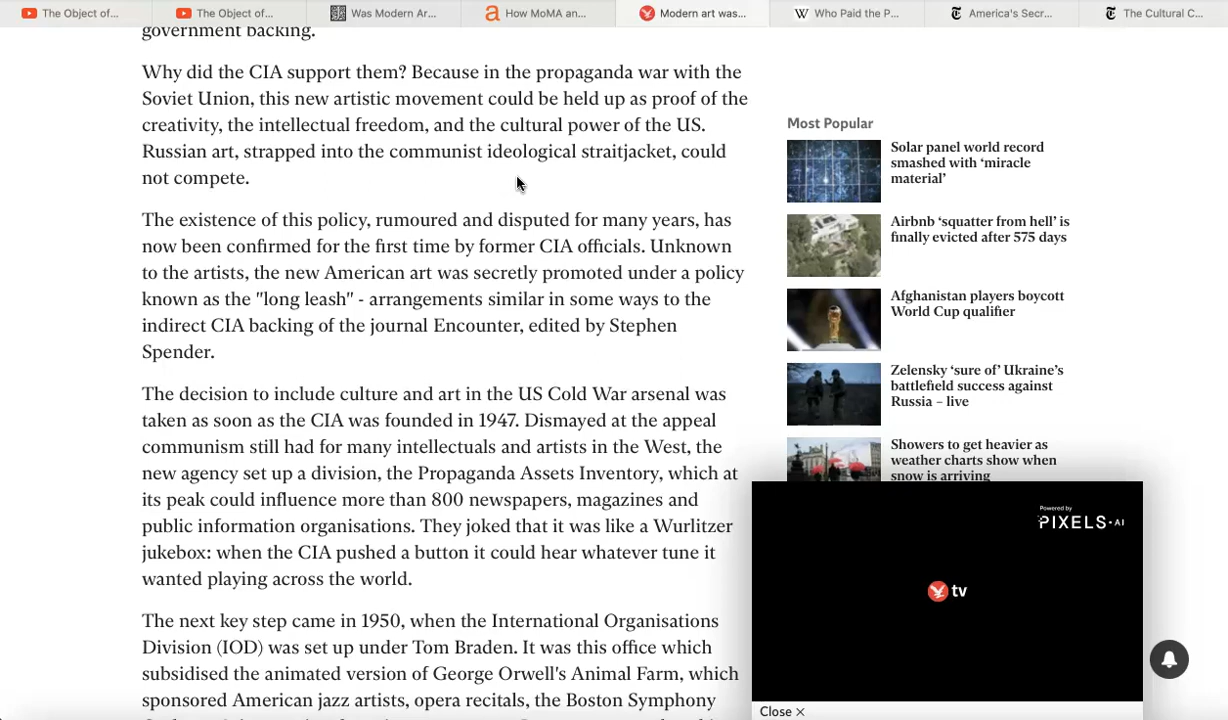 The Object of...
The Object of...
Was Modern Ar...
How MoMA an...
Modern art was...
Who Paid the P...
America's Secr...
The Cultural C...
government backing.
Why did the CIA support them? Because in the propaganda war with the
Soviet Union, this new artistic movement could be held up as proof of the
creativity, the intellectual freedom, and the cultural power of the US.
Russian art, strapped into the communist ideological straitjacket, could
not compete.
The existence of this policy, rumoured and disputed for many years, has
now been confirmed for the first time by former CIA officials. Unknown
to the artists, the new American art was secretly promoted under a policy
known as the "long leash" - arrangements similar in some ways to the
indirect CIA backing of the journal Encounter, edited by Stephen
Spender.
The decision to include culture and art in the US Cold War arsenal was
taken as soon as the CIA was founded in 1947. Dismayed at the appeal
communism still had for many intellectuals and artists in the West, the
new agency set up a division, the Propaganda Assets Inventory, which at
its peak could influence more than 800 newspapers, magazines and
public information organisations. They joked that it was like a Wurlitzer
jukebox: when the CIA pushed a button it could hear whatever tune it
wanted playing across the world.
The next key step came in 1950, when the International Organisations
Division (IOD) was set up under Tom Braden. It was this office which
subsidised the animated version of George Orwell's Animal Farm, which
sponsored American jazz artists, opera recitals, the Boston Symphony
Most Popular
Solar panel world record
smashed with ‘miracle
material’
Airbnb ‘squatter from hell’ is
finally evicted after 575 days
Afghanistan players boycott
World Cup qualifier
Zelensky ‘sure of’ Ukraine’s
battlefield success against
Russia – live
Showers to get heavier as
weather charts show when
snow is arriving
Powered by
PIXELS.AI
tv
Close ×